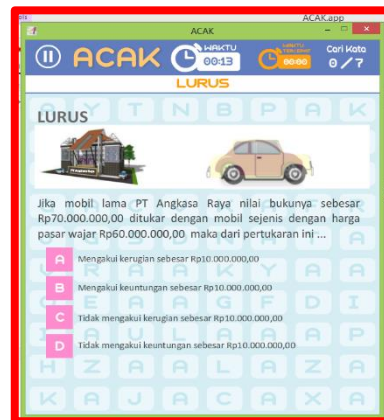 ACAK.app
ACAK
ACAK
WAKTU
00:13
WAKTU
00:00
Cari Kata
0/7
LURUS
LURUS
Jika mobil lama PT Angkasa Raya nilai bukunya sebesar
Rp70.000.000,00 ditukar dengan mobil sejenis dengan harga
pasar wajar Rp60.000.000,00 maka dari pertukaran ini ...
A Mengakui kerugian sebesar Rp10.000.000,00
B Mengakui keuntungan sebesar Rp10.000.000,00
C Tidak mengakui kerugian sebesar Rp10.000.000,00
D Tidak mengakui keuntungan sebesar Rp10.000.000,00
H Z A A L A Z A
K A J A C A X A